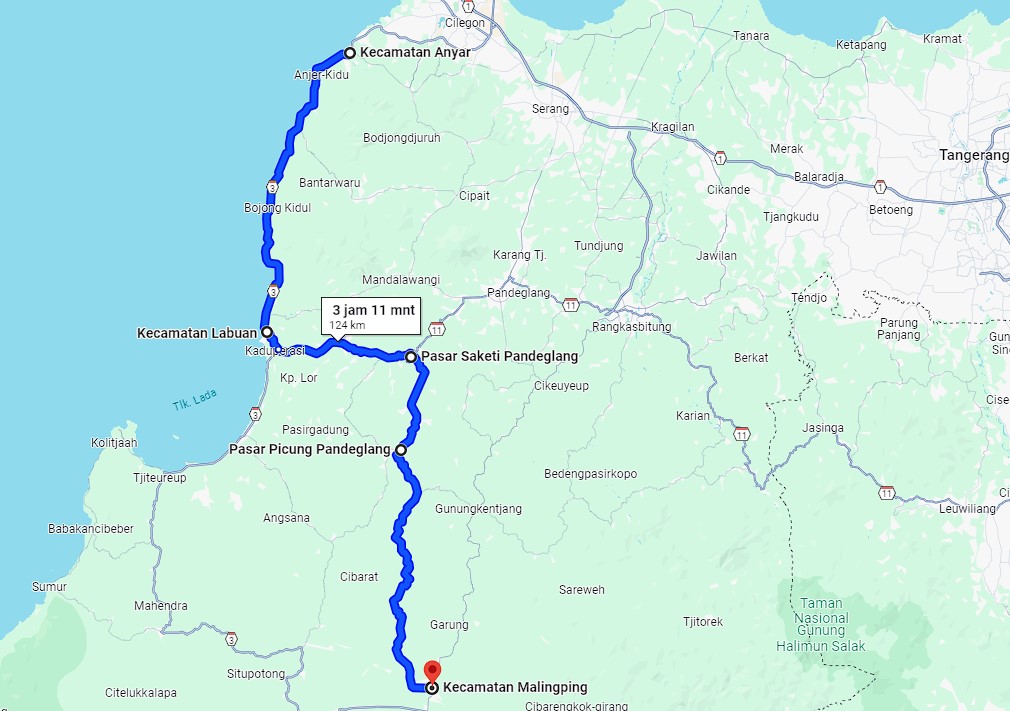 1
Cilegon
Tanara
Kramat
Ketapang
Kecamatan Anyar
Anjer-Kidu
Serang
Kragilan
Bodjongdjuruh
Merak
1
Tangerang
Balaradja
1
Bantarwaru
3
Cipait
Cikande
Bojong Kidul
Betoeng
Tjangkudu
Tundjung
Karang Tj.
Jawilan
Mandalawangi
3
Pandeglang
11
Tendjo
3 jam 11 mnt
124 km
11
Rangkasbitung
Parung
Panjang
Kecamatan Labuan
Gun
Sin
Kaduperasi
Pasar Saketi Pandeglang
Berkat
Kp. Lor
Cikeuyeup
Tlk. Lada
Cise
3
Karian
Pasirgadung
Jasinga
11
Kolitjaah
Pasar Picung Pandeglang
Tjiteureup
Bedengpasirkopo
11
Ci
Gunungkentjang
Leuwiliang
Angsana
Babakancibeber
Cibarat
Sumur
Sareweh
Mahendra
Taman
Nasional
Gunung
Halimun Salak
Garung
Tjitorek
3
Situpotong
Citelukkalapa
Kecamatan Malingping
Cibarengkok-girang